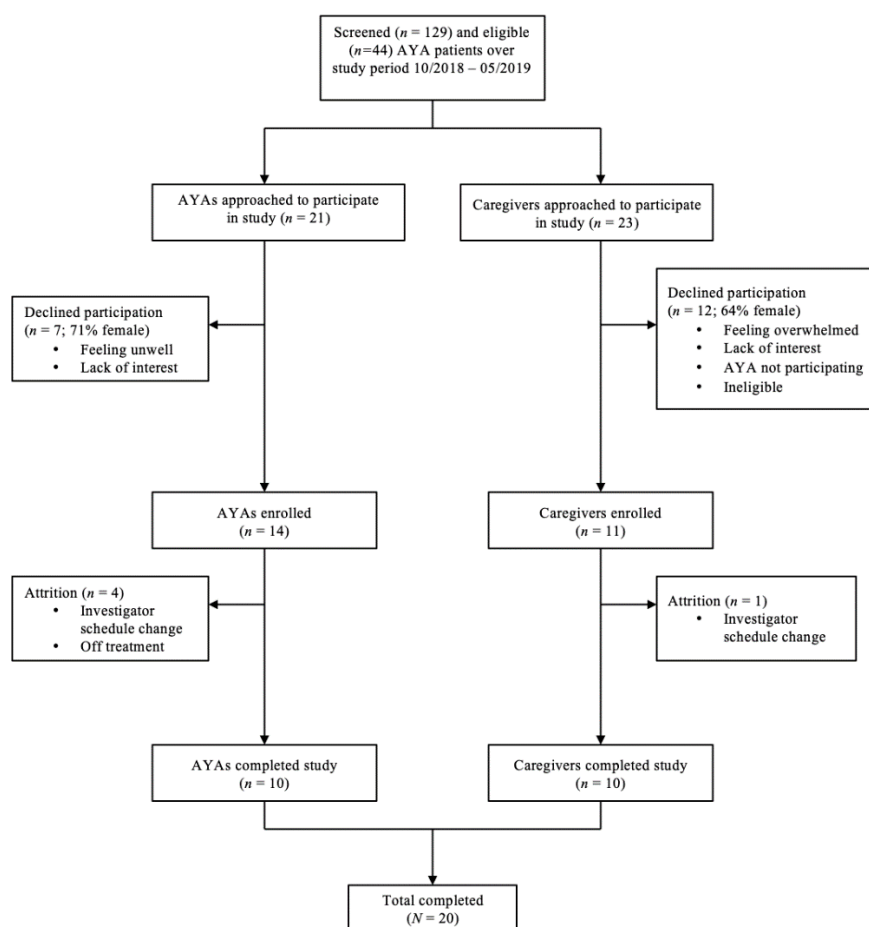 Screened (n = 129) and eligible
(n=44) AYA patients over
study period 10/2018 – 05/2019
AYAs approached to participate
in study (n = 21)
Caregivers approached to participate
in study (n = 23)
Declined participation
(n = 7; 71% female)
• Feeling unwell
• Lack of interest
Declined participation
(n = 12; 64% female)
• Feeling overwhelmed
• Lack of interest
• AYA not participating
• Ineligible
AYAs enrolled
(n = 14)
Caregivers enrolled
(n = 11)
Attrition (n = 4)
• Investigator
schedule change
• Off treatment
Attrition (n = 1)
• Investigator
schedule change
AYAs completed study
(n = 10)
Caregivers completed study
(n = 10)
Total completed
(N = 20)